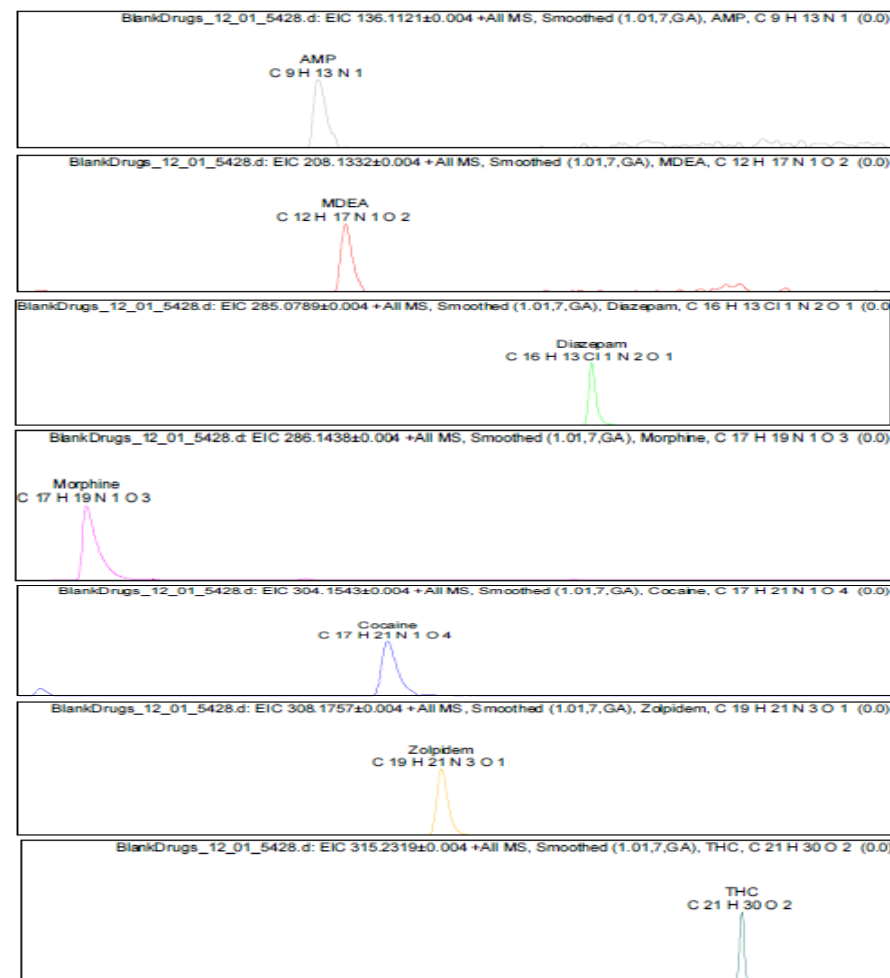 BlankDrugs_12_01_5428.d: EIC 136.1121±0.004 +All MS, Smoothed (1.01,7,GA), AMP, C 9 H 13 N 1 (0.0)
AMP
C 9 H 13 N 1
BlankDrugs_12_01_5428.d: EIC 208.1332±0.004 +All MS, Smoothed (1.01,7,GA), MDEA, C 12 H 17 N 1 O 2 (0.0)
MDEA
C 12 H 17 N 1 O 2
BlankDrugs_12_01_5428.d: EIC 285.0789±0.004 +All MS, Smoothed (1.01,7,GA), Diazepam, C 16 H 13 Cl 1 N 2 O 1 (0.0
Diazepam
C 16 H 13 Cl 1 N 2 O 1
BlankDrugs_12_01_5428.d: EIC 286.1438±0.004 +All MS, Smoothed (1.01,7,GA), Morphine, C 17 H 19 N 1 O 3 (0.0)
Morphine
C 17 H 19 N 1 O 3
BlankDrugs_12_01_5428.d: EIC 304.1543±0.004 +All MS, Smoothed (1.01,7,GA), Cocaine, C 17 H 21 N 1 O 4 (0.0)
Cocaine
C 17 H 21 N 1 O 4
BlankDrugs_12_01_5428.d: EIC 308.1757±0.004 +All MS, Smoothed (1.01,7,GA), Zolpidem, C 19 H 21 N 3 O 1 (0.0)
Zolpidem
C 19 H 21 N 3 O 1
BlankDrugs_12_01_5428.d: EIC 315.2319±0.004 +All MS, Smoothed (1.01,7,GA), THC, C 21 H 30 O 2 (0.0)
THC
C 21 H 30 O 2